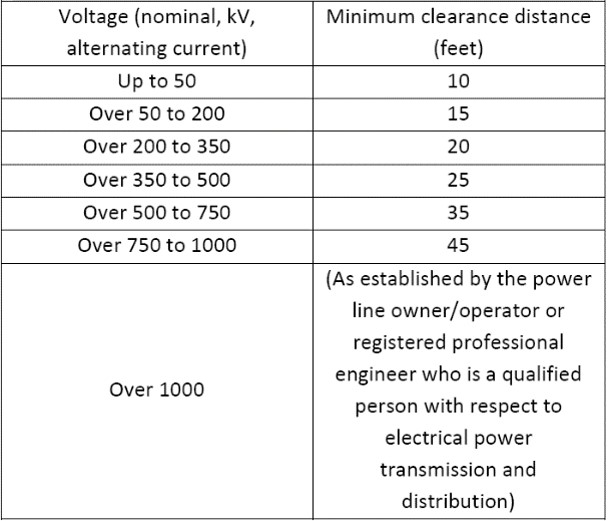 Voltage (nominal, kV,
alternating current)
Minimum clearance distance
(feet)
Up to 50
10
Over 50 to 200
15
Over 200 to 350
20
Over 350 to 500
25
Over 500 to 750
35
Over 750 to 1000
45
Over 1000
(As established by the power
line owner/operator or
registered professional
engineer who is a qualified
person with respect to
electrical power
transmission and
distribution)